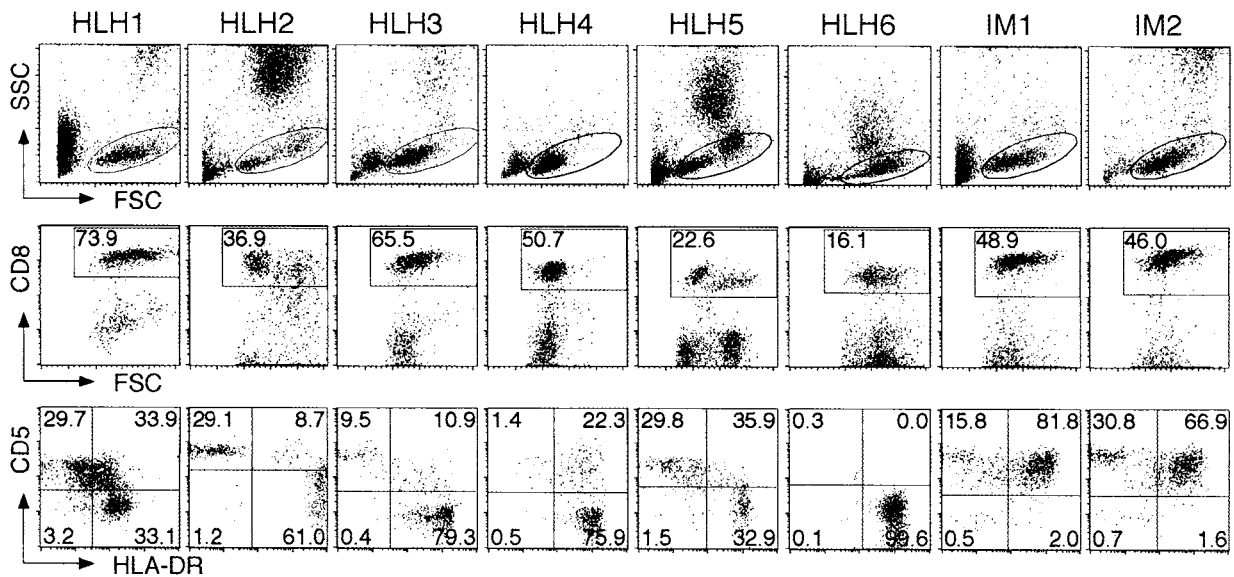 HLH1 HLH2 HLH3 HLH4 HLH5 HLH6 IM1 IM2
SSC
FSC
73.9 36.9 65.5 50.7 22.6 16.1 48.9 46.0
CD8
FSC
29.7 33.9 29.1 8.7 9.5 10.9 1.4 22.3 29.8 35.9 0.3 0.0 15.8 81.8 30.8 66.9
CD5
3.2 33.1 1.2 61.0 0.4 79.3 0.5 75.9 1.5 32.9 0.1 99.6 0.5 2.0 0.7 1.6
HLA-DR